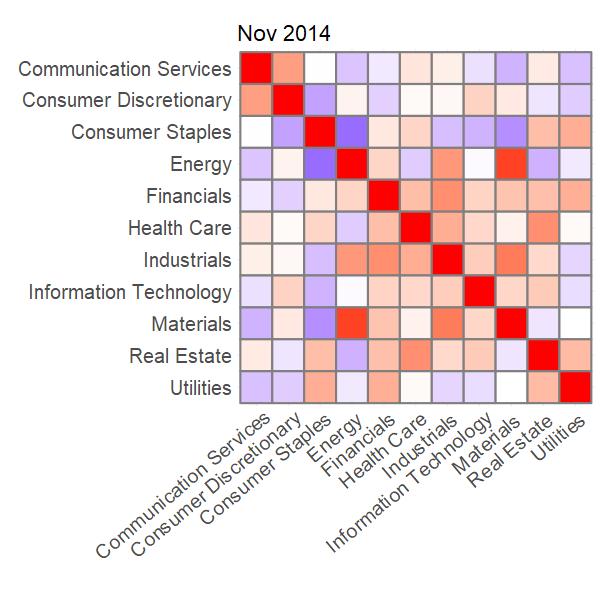 Nov 2014
Communication Services
Consumer Discretionary
Consumer Staples
Energy
Financials
Health Care
Industrials
Information Technology
Materials
Real Estate
Utilities
Communication Services
Consumer Discretionary
Consumer Staples
Energy
Financials
Health Care
Industrials
Information Technology
Materials
Real Estate
Utilities